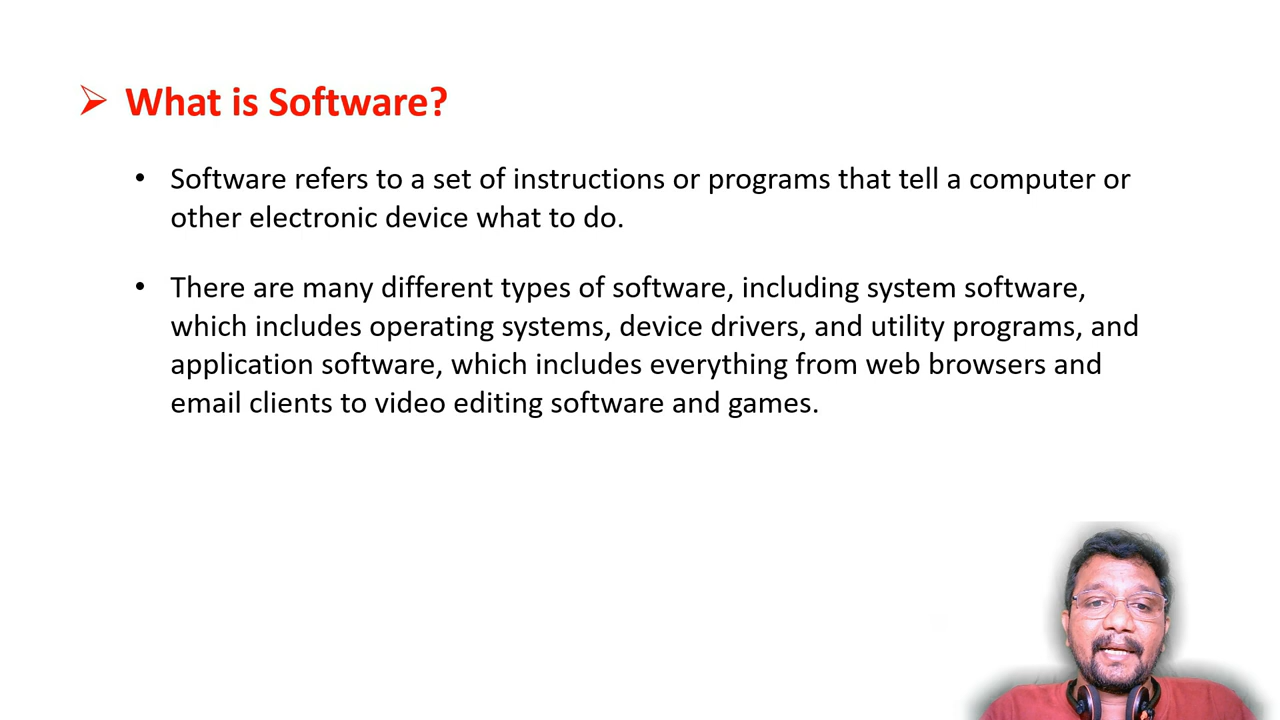 What is Software?
Software refers to a set of instructions or programs that tell a computer or
other electronic device what to do.
There are many different types of software, including system software,
which includes operating systems, device drivers, and utility programs, and
application software, which includes everything from web browsers and
email clients to video editing software and games.